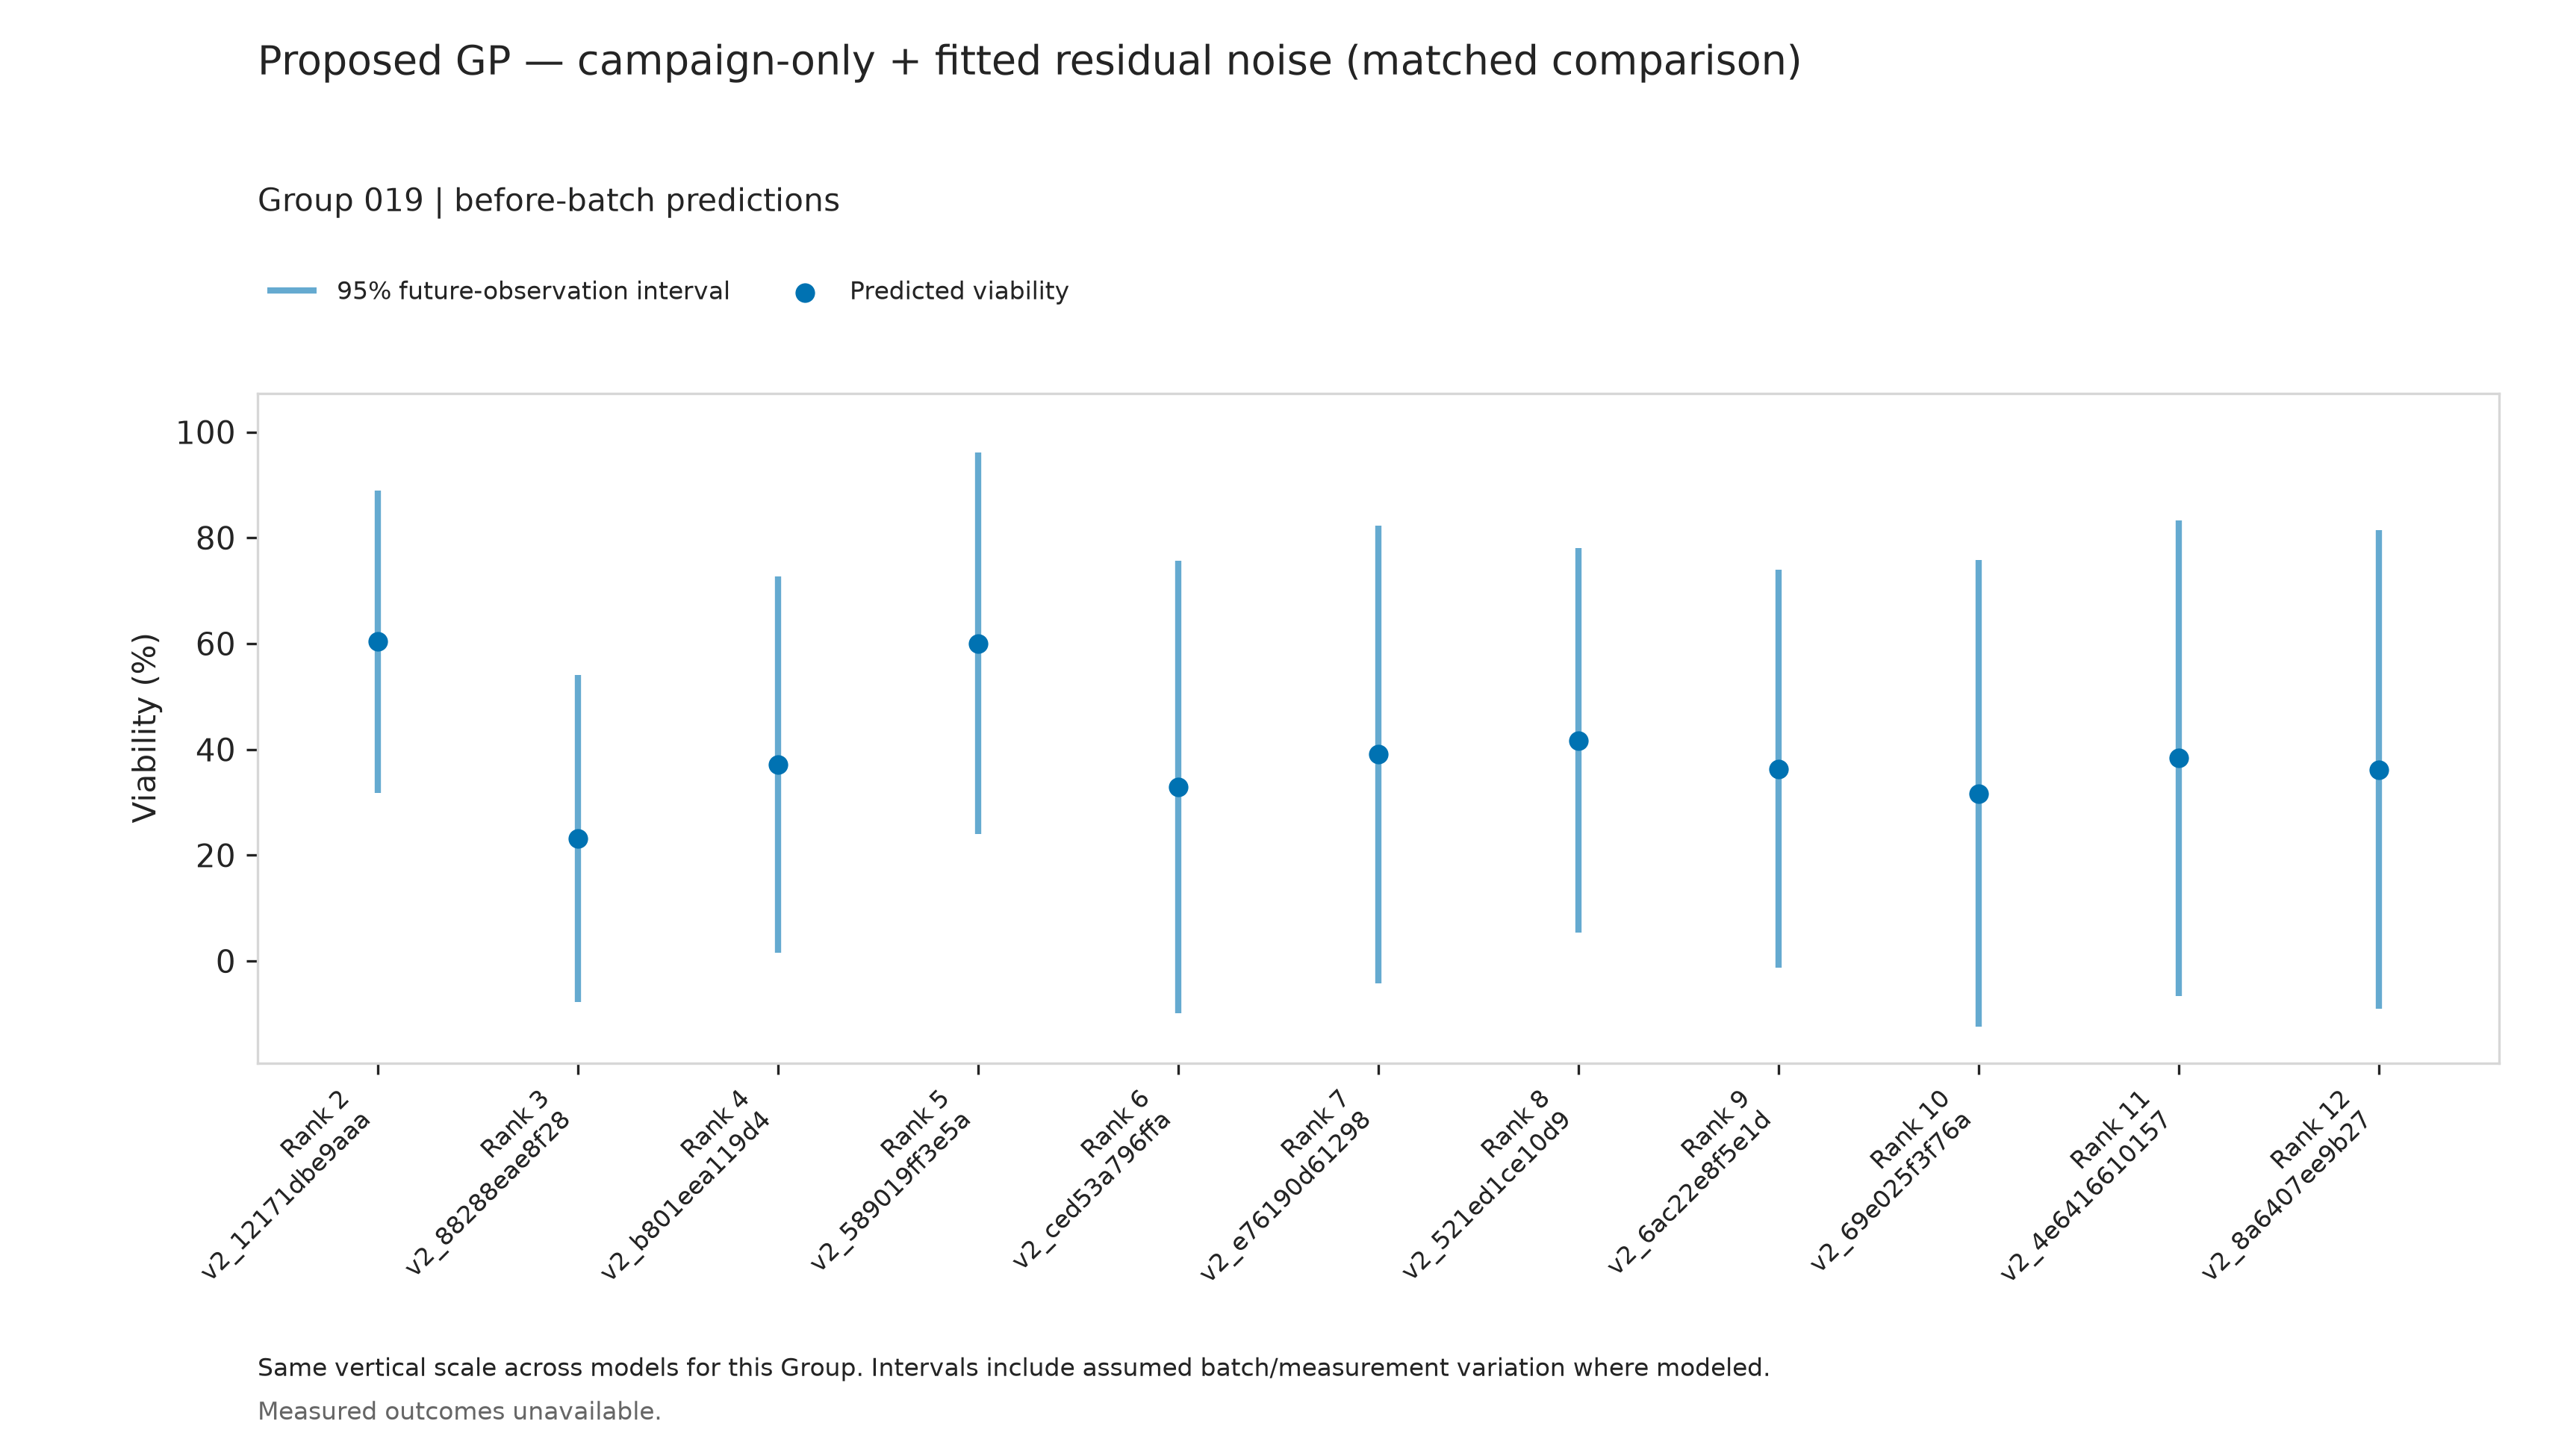 Proposed GP — campaign-only + fitted residual noise (matched comparison)
Group 019 | before-batch predictions
95% future-observation interval
Predicted viability
Viability (%)
100
80
60
40
20
0
Rank 2
v2_12171dbe9aaa
Rank 3
v2_88288eae8f28
Rank 4
v2_b801eea119d4
Rank 5
v2_589019ff3e5a
Rank 6
v2_ced53a796ffa
Rank 7
v2_e76190d61298
Rank 8
v2_521ed1ce10d9
Rank 9
v2_6ac22e8f5e1d
Rank 10
v2_69e025f3f76a
Rank 11
v2_4e6416610157
Rank 12
v2_8a6407ee9b27
Same vertical scale across models for this Group. Intervals include assumed batch/measurement variation where modeled.
Measured outcomes unavailable.